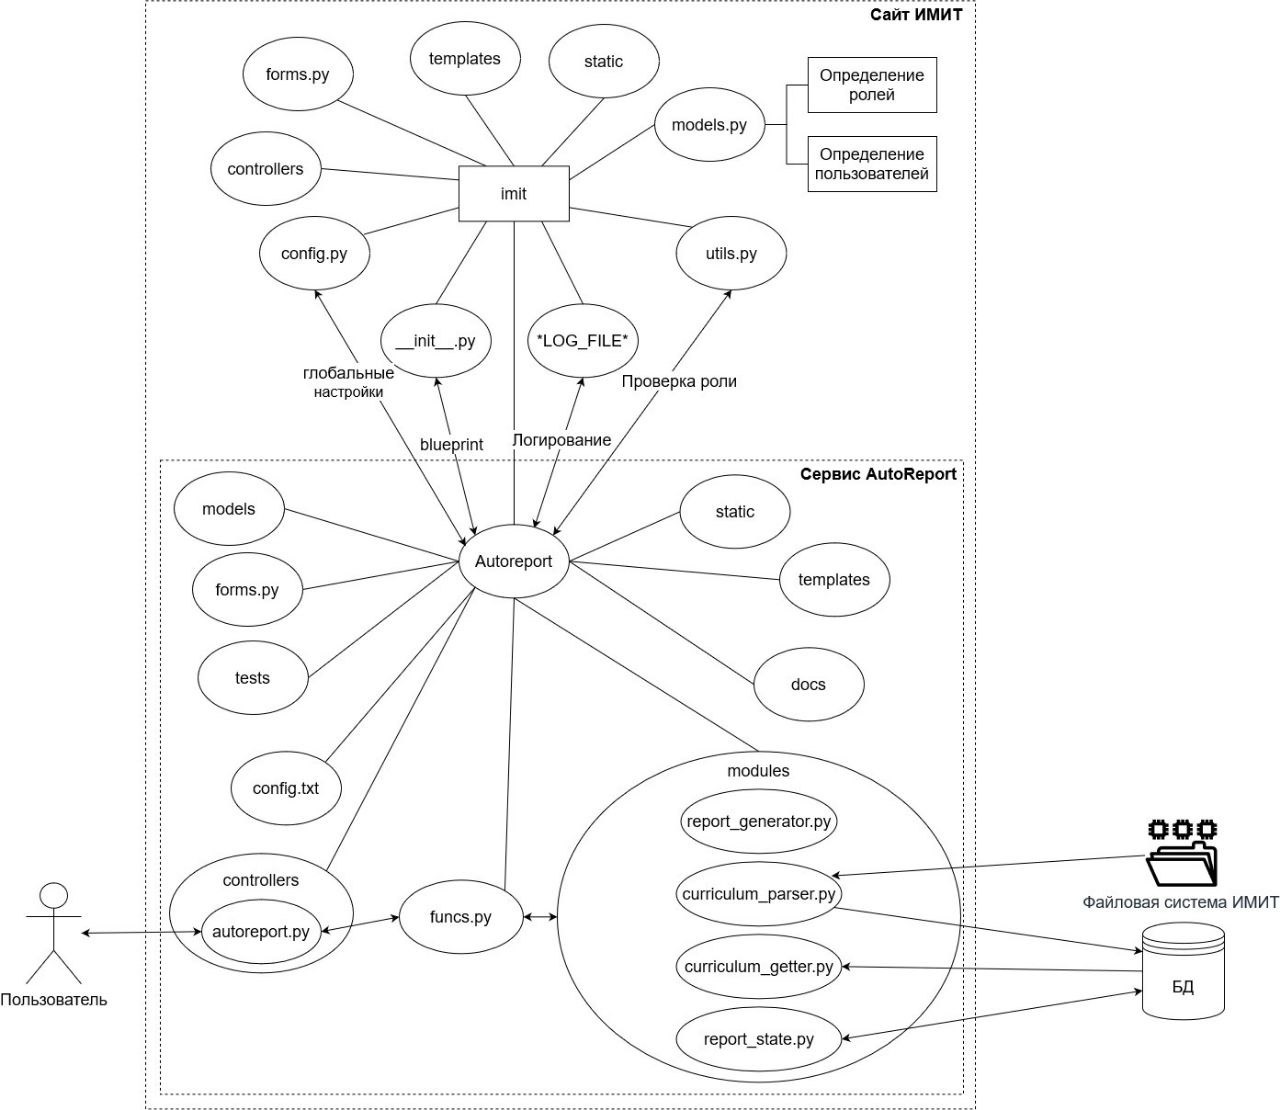 Сайт ИМИТ
forms.py
templates
static
models.py
Определение
ролей
Определение
пользователей
controllers
imit
config.py
utils.py
__init__.py
*LOG_FILE*
глобальные
настройки
Проверка роли
blueprint
Логирование
Сервис AutoReport
models
static
Autoreport
forms.py
templates
tests
docs
config.txt
modules
report_generator.py
controllers
curriculum_parser.py
Файловая система ИМИТ
funcs.py
autoreport.py
curriculum_getter.py
БД
Пользователь
report_state.py